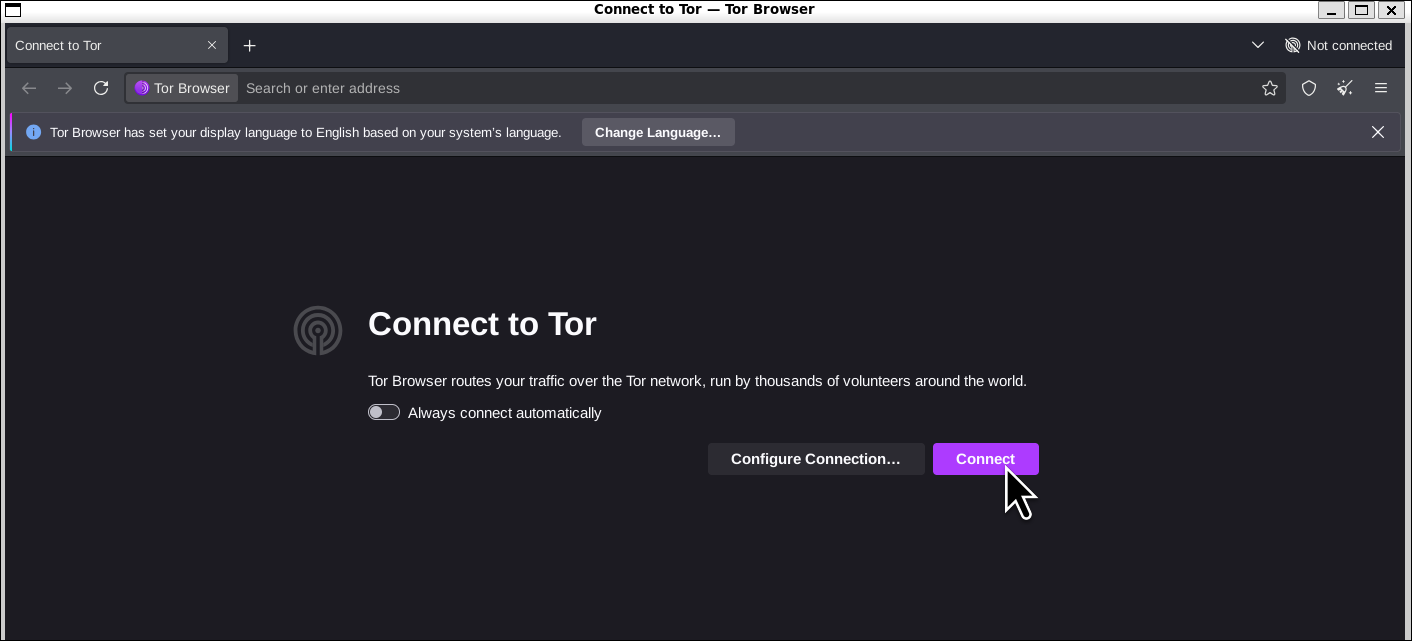 Connect to Tor — Tor Browser
Connect to Tor
Not connected
Tor Browser
Search or enter address
Tor Browser has set your display language to English based on your system's language.
Change Language…
Connect to Tor
Tor Browser routes your traffic over the Tor network, run by thousands of volunteers around the world.
Always connect automatically
Configure Connection…
Connect